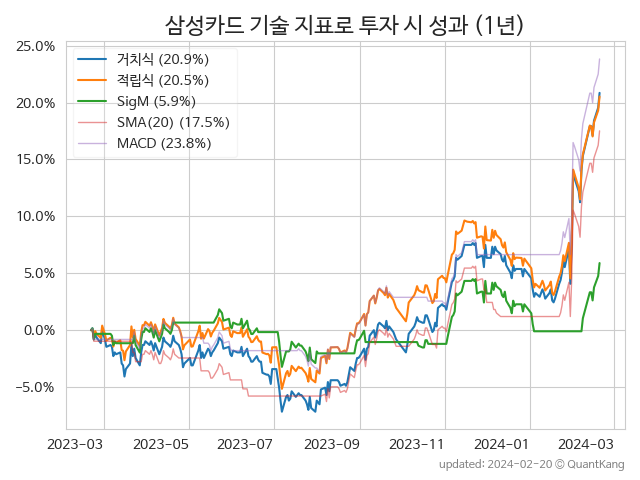 삼성카드 기술 지표로 투자 시 성과 (1년)
25.0%
20.0%
15.0%
10.0%
5.0%
0.0%
−5.0%
거치식 (20.9%)
적립식 (20.5%)
SigM (5.9%)
SMA(20) (17.5%)
MACD (23.8%)
2023-03 2023-05 2023-07 2023-09 2023-11 2024-01 2024-03
updated: 2024-02-20 © QuantKang